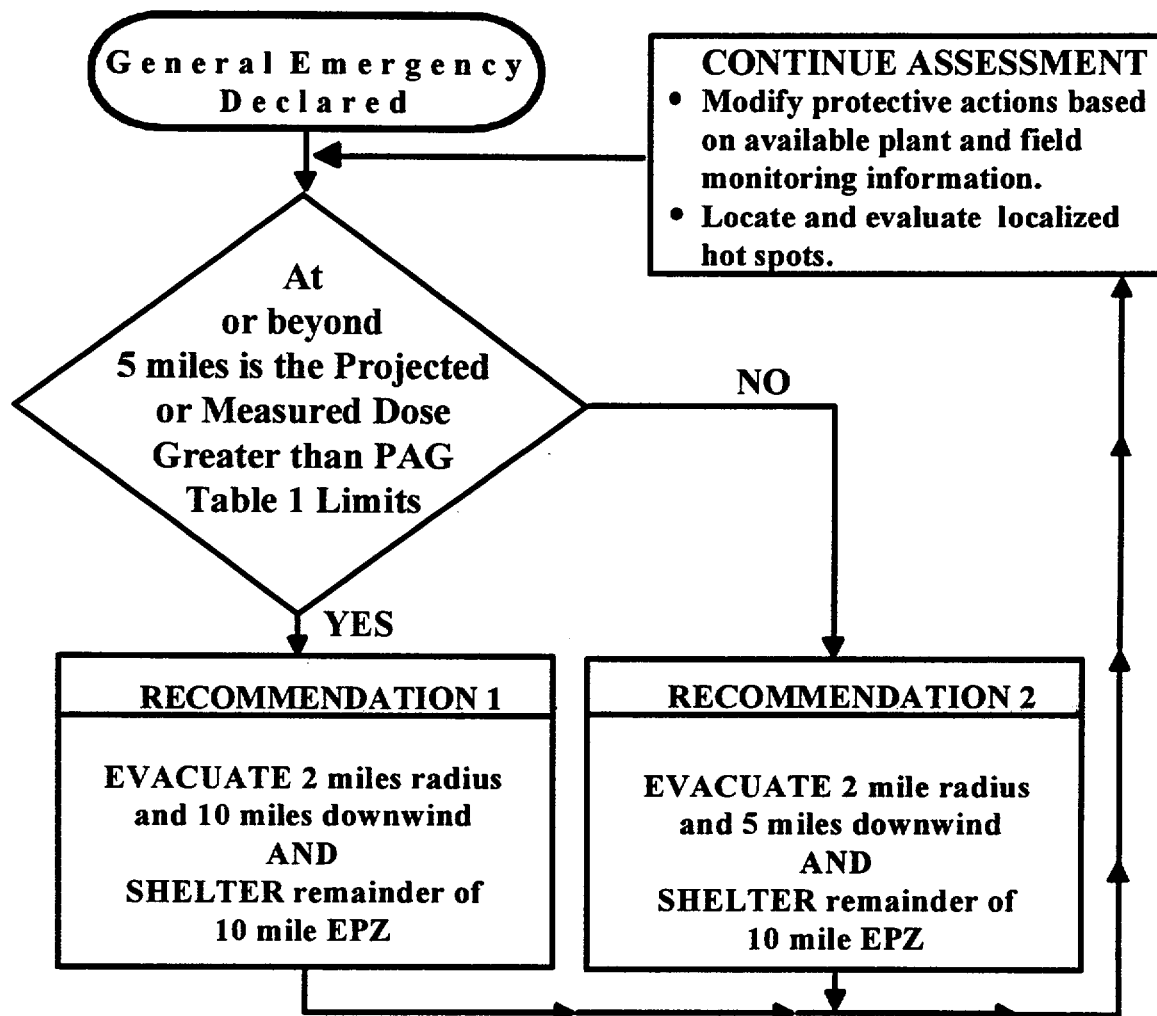 General Emergency
Declared
CONTINUE ASSESSMENT
• Modify protective actions based
on available plant and field
monitoring information.
• Locate and evaluate localized
hot spots.
At
or beyond
5 miles is the Projected
or Measured Dose
Greater than PAG
Table 1 Limits
NO
YES
RECOMMENDATION 1
EVACUATE 2 miles radius
and 10 miles downwind
AND
SHELTER remainder of
10 mile EPZ
RECOMMENDATION 2
EVACUATE 2 mile radius
and 5 miles downwind
AND
SHELTER remainder of
10 mile EPZ